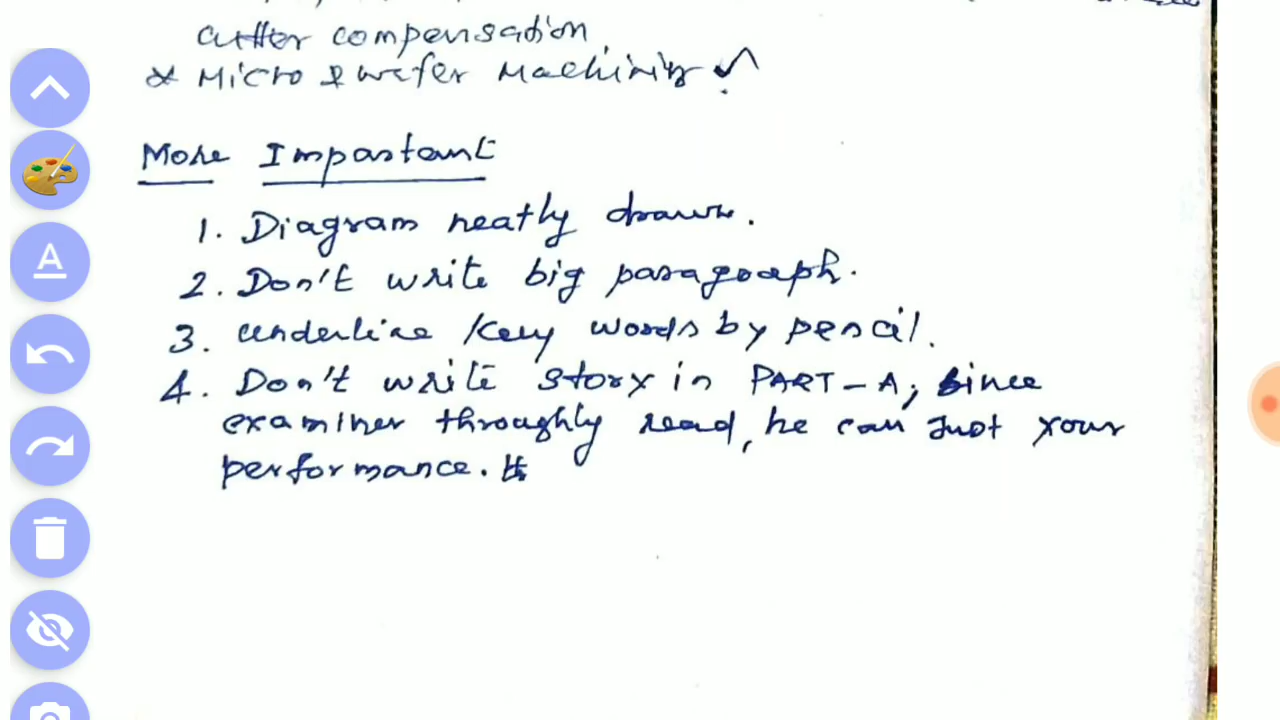 cutter compensation
* Micro & wafer Machining
More Important
1. Diagram neatly drawn.
2. Don't write big paragraph.
3. underline key words by pencil.
4. Don't write story in PART-A; since
examiner throughly read, he can Just your
performance.
A